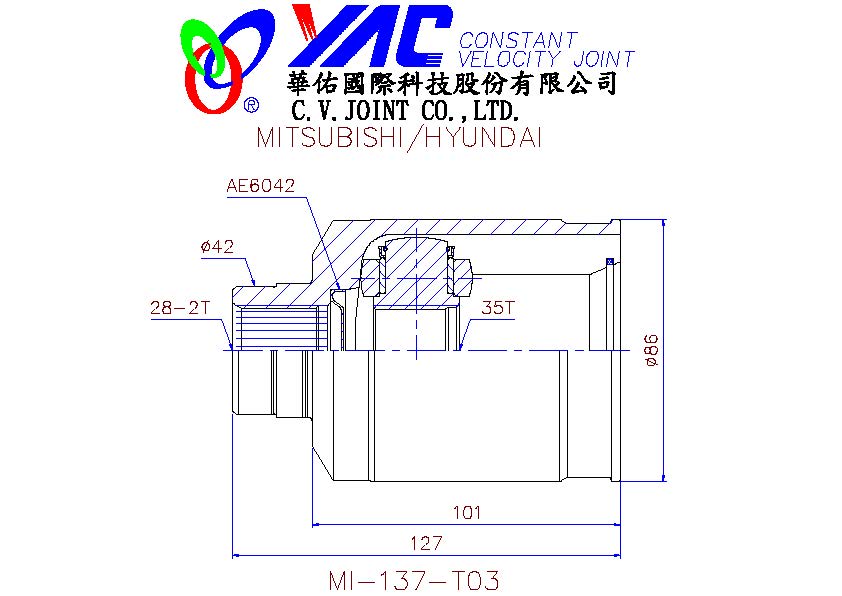 YAC CONSTANT
VELOCITY JOINT
華佑國際科技股份有限公司
®
C.V.JOINT CO.,LTD.
MITSUBISHI/HYUNDAI
AE6042
ø42
28-2T
35T
ø86
101
127
MI-137-T03